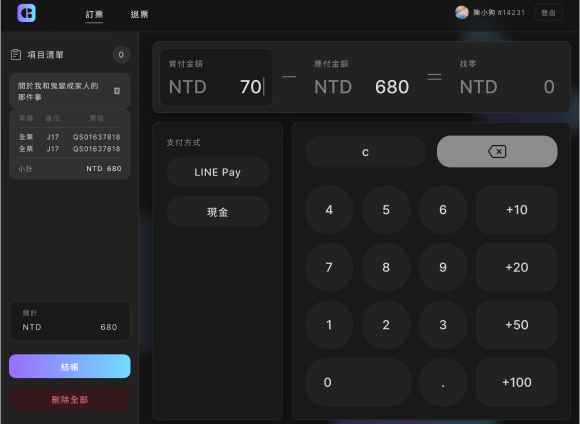 訂票
退票
陳小狗 #14231
登出
項目清單
0
關於我和鬼變成家人的
那件事
票種 座位 票號
全票 J17 QS01637818
全票 J17 QS01637818
小計 NTD 680
總計
NTD 680
結帳
刪除全部
實付金額
NTD 70
—
應付金額
NTD 680
=
找零
NTD 0
支付方式
LINE Pay
現金
C
4 5 6 +10
7 8 9 +20
1 2 3 +50
0 . +100